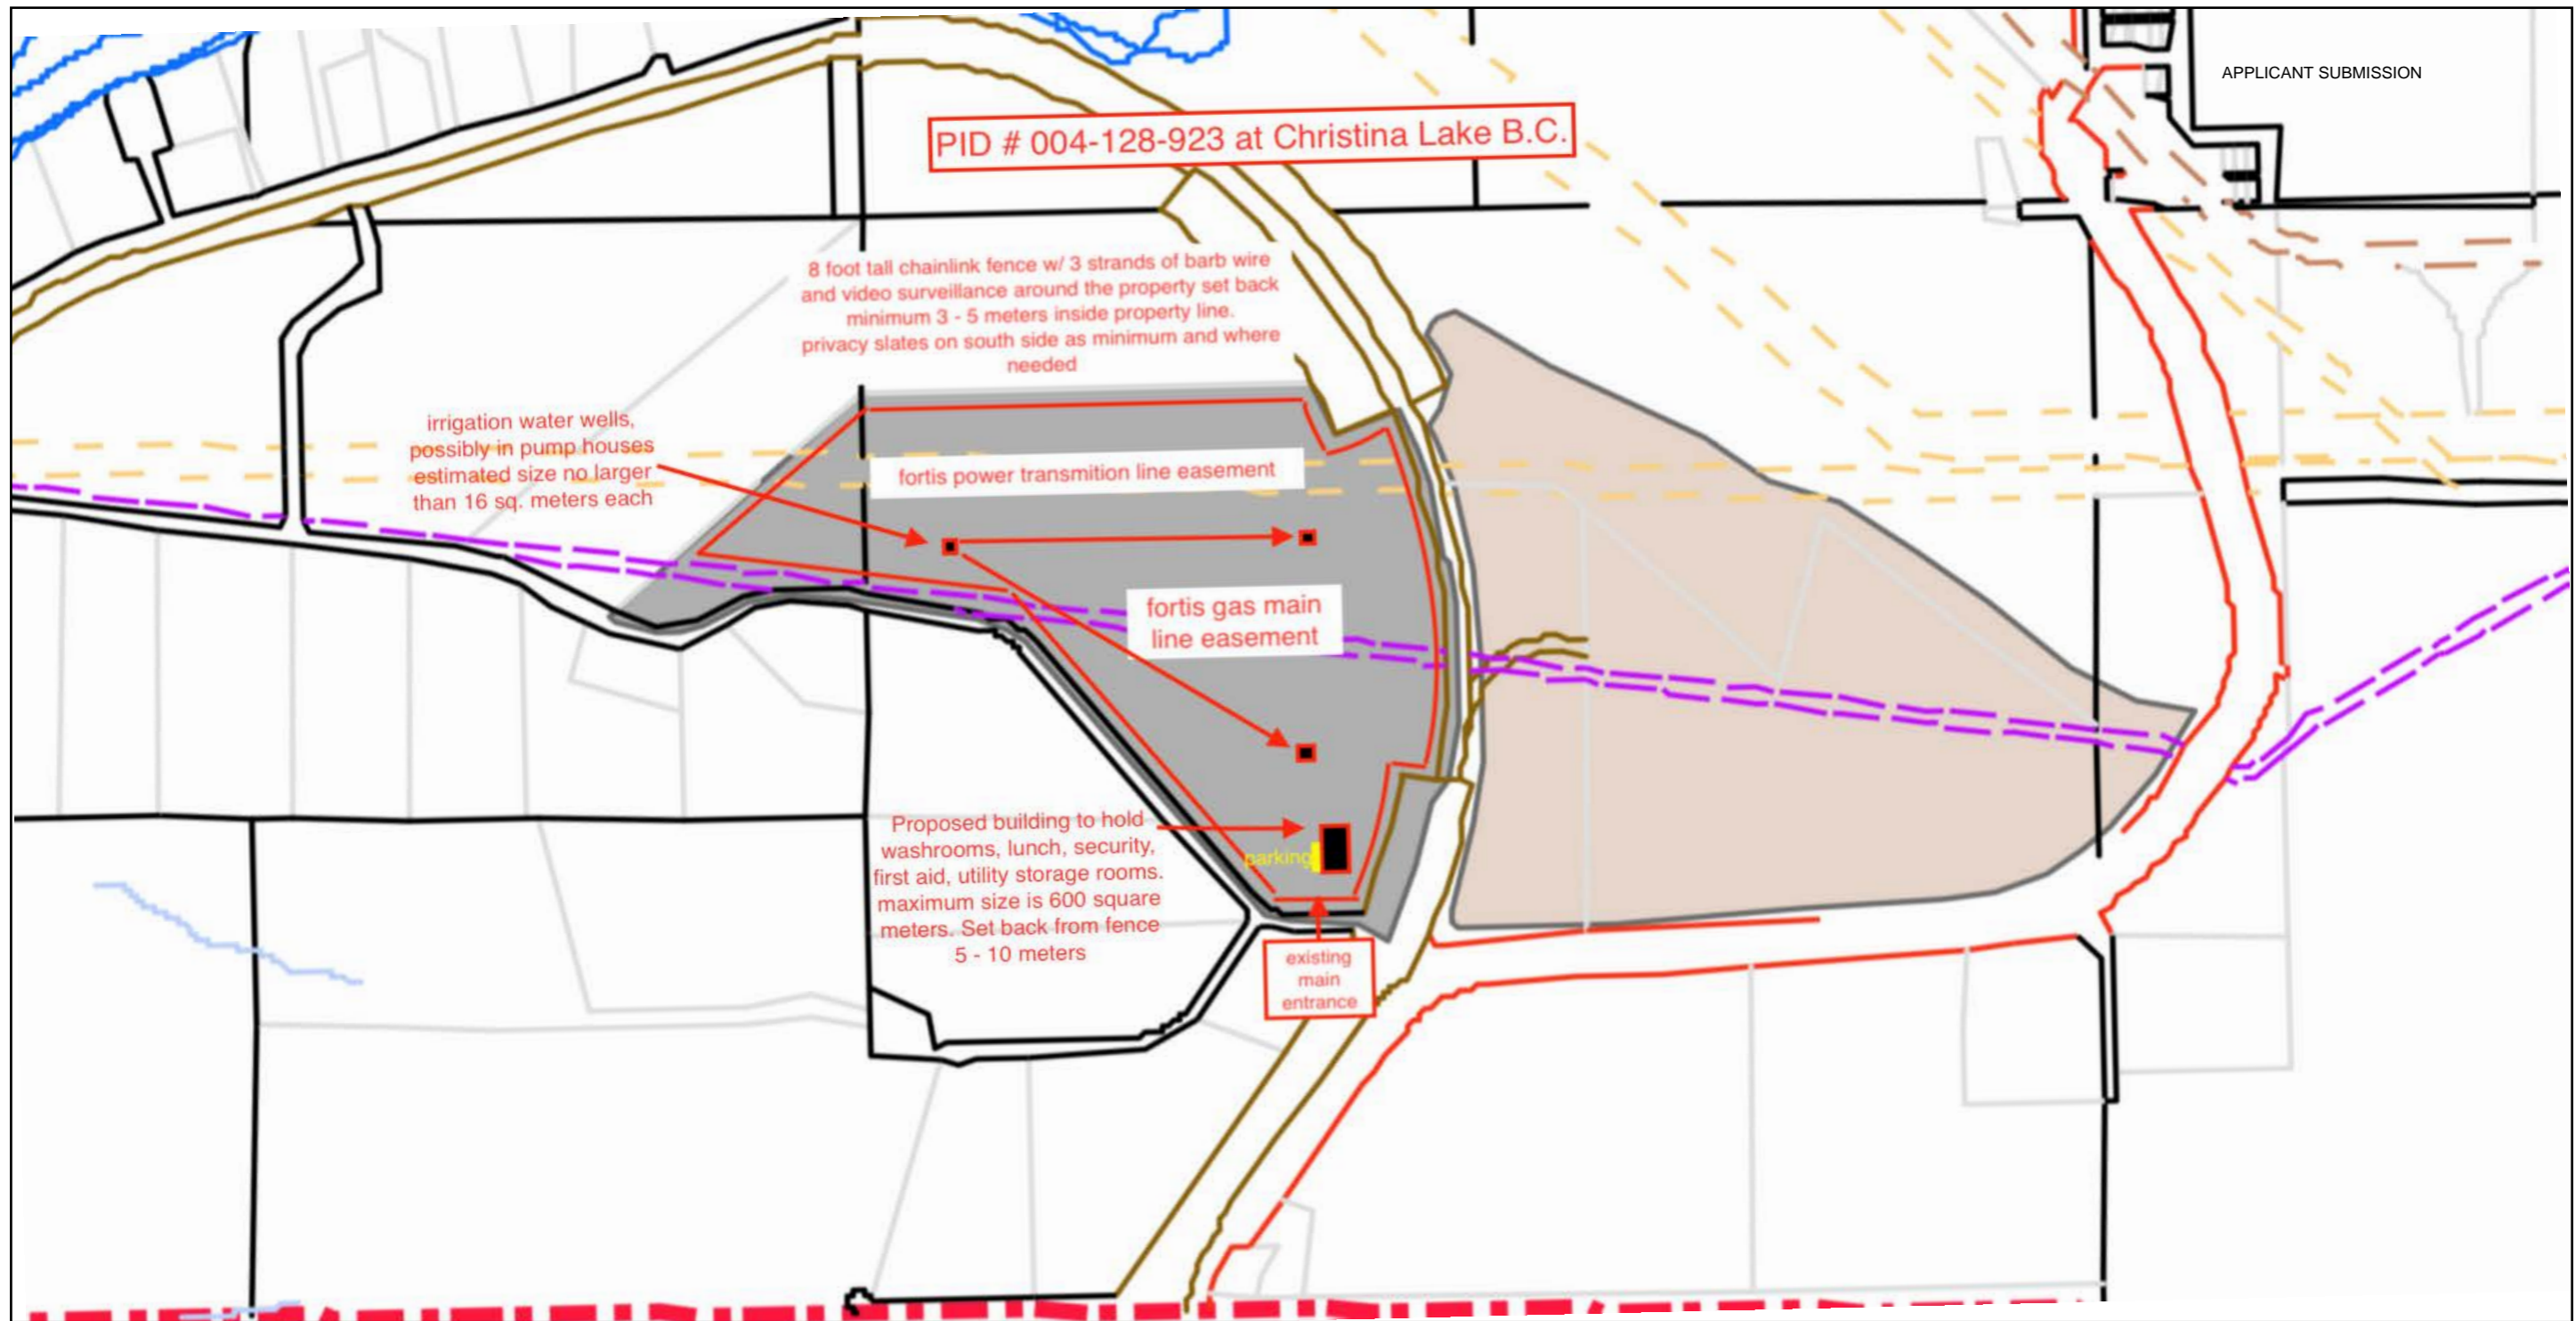 APPLICANT SUBMISSION
PID # 004-128-923 at Christina Lake B.C.
8 foot tall chainlink fence w/ 3 strands of barb wire
and video surveillance around the property set back
minimum 3 - 5 meters inside property line.
privacy slates on south side as minimum and where
needed
irrigation water wells,
possibly in pump houses
estimated size no larger
than 16 sq. meters each
fortis power transmition line easement
fortis gas main
line easement
Proposed building to hold
washrooms, lunch, security,
first aid, utility storage rooms.
maximum size is 600 square
meters. Set back from fence
5 - 10 meters
parking
existing
main
entrance